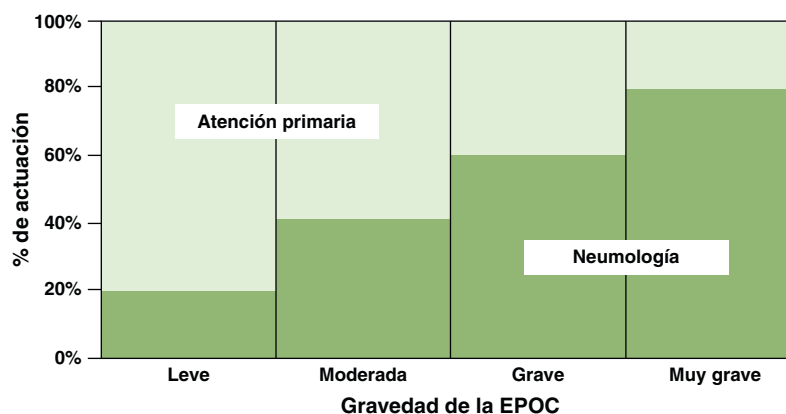 100%
80%
60%
40%
20%
0%
% de actuación
Atención primaria
Neumología
Leve
Moderada
Grave
Muy grave
Gravedad de la EPOC